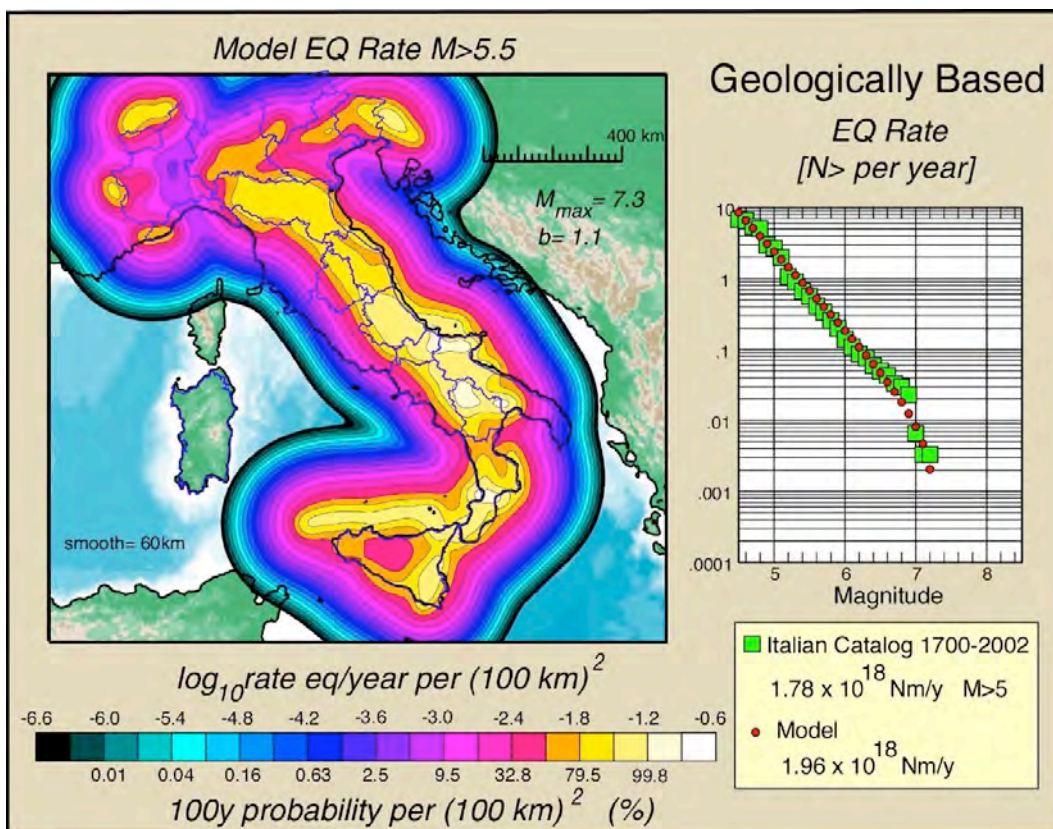 Model EQ Rate M>5.5
400 km
M_max = 7.3
b= 1.1
smooth= 60km
log₁₀rate eq/year per (100 km)²
-6.6 -6.0 -5.4 -4.8 -4.2 -3.6 -3.0 -2.4 -1.8 -1.2 -0.6
0.01 0.04 0.16 0.63 2.5 9.5 32.8 79.5 99.8
100y probability per (100 km)² (%)
Geologically Based
EQ Rate
[N> per year]
10
1
.1
.01
.001
.0001
5 6 7 8
Magnitude
Italian Catalog 1700-2002
1.78 x 10¹⁸ Nm/y M>5
Model
1.96 x 10¹⁸ Nm/y